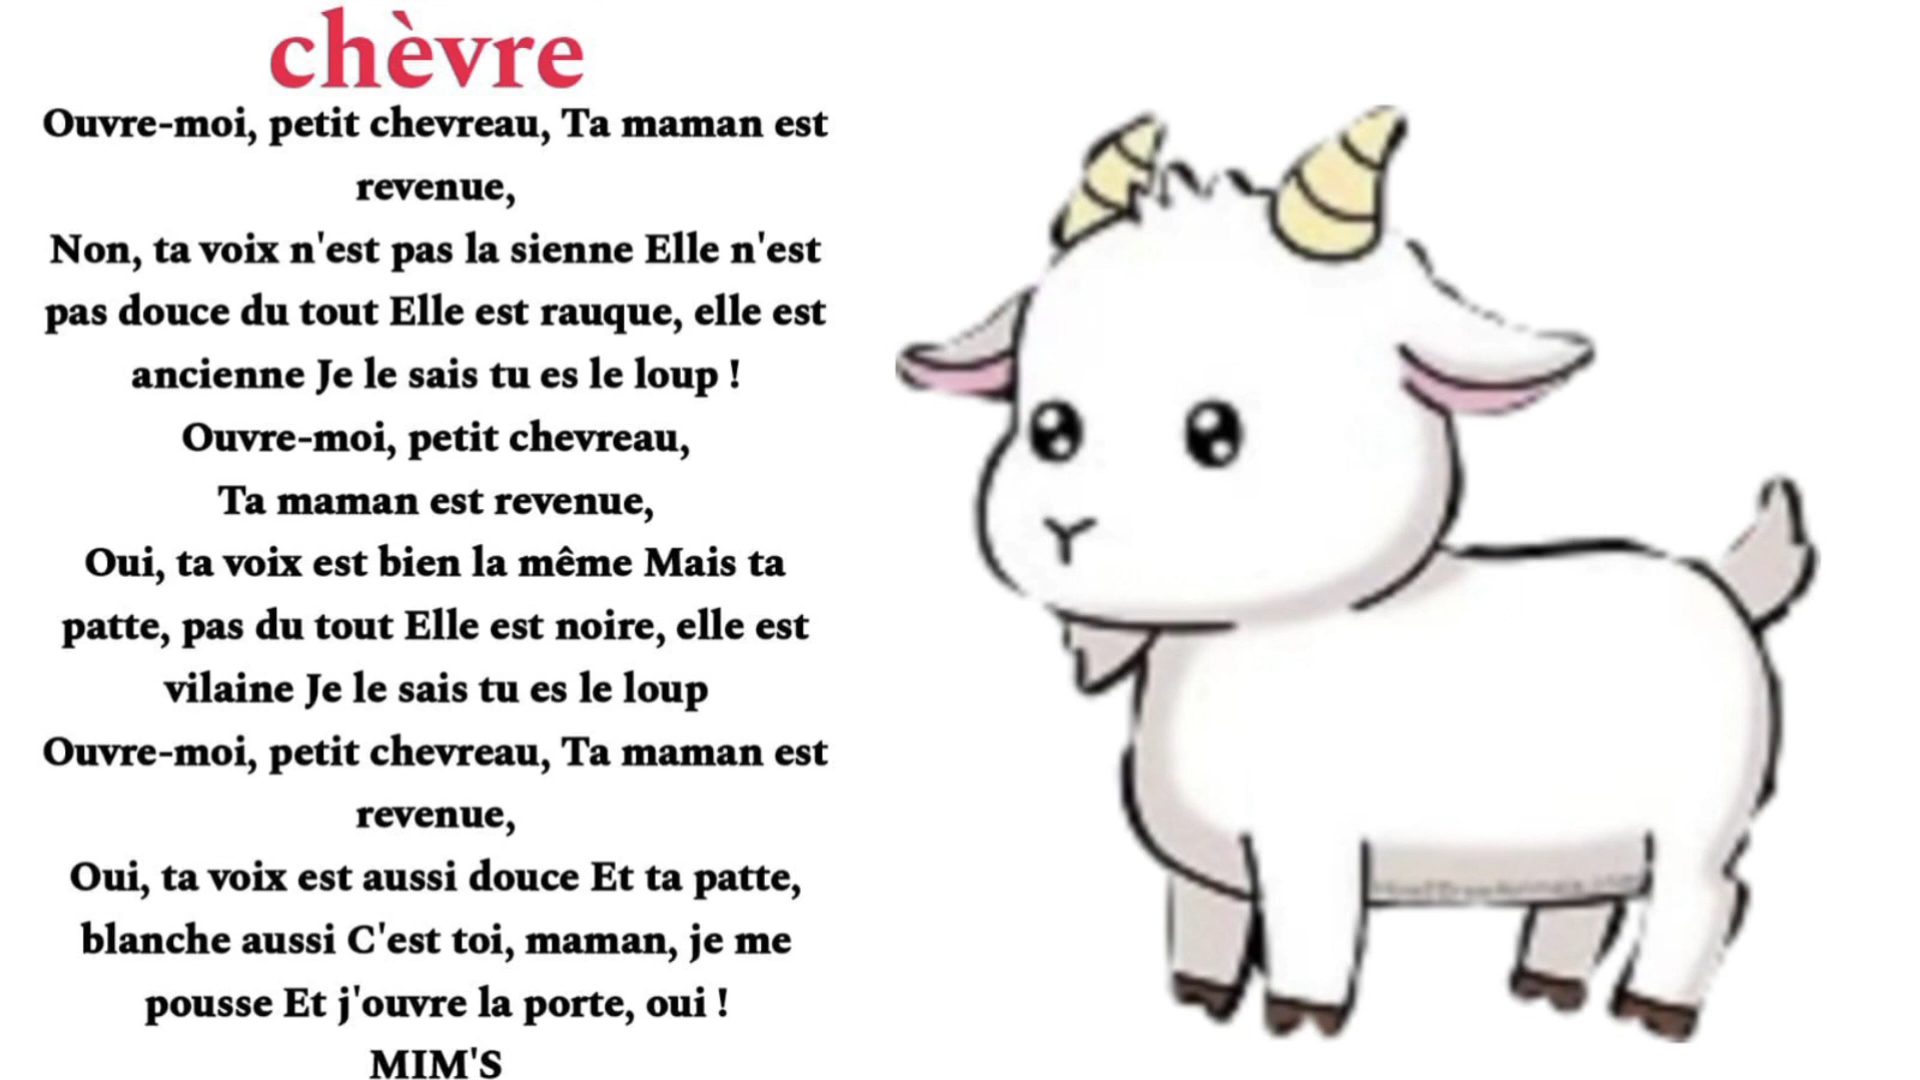 chèvre
Ouvre-moi, petit chevreau, Ta maman est
revenue,
Non, ta voix n'est pas la sienne Elle n'est
pas douce du tout Elle est rauque, elle est
ancienne Je le sais tu es le loup !
Ouvre-moi, petit chevreau,
Ta maman est revenue,
Oui, ta voix est bien la même Mais ta
patte, pas du tout Elle est noire, elle est
vilaine Je le sais tu es le loup
Ouvre-moi, petit chevreau, Ta maman est
revenue,
Oui, ta voix est aussi douce Et ta patte,
blanche aussi C'est toi, maman, je me
pousse Et j'ouvre la porte, oui !
MIM'S